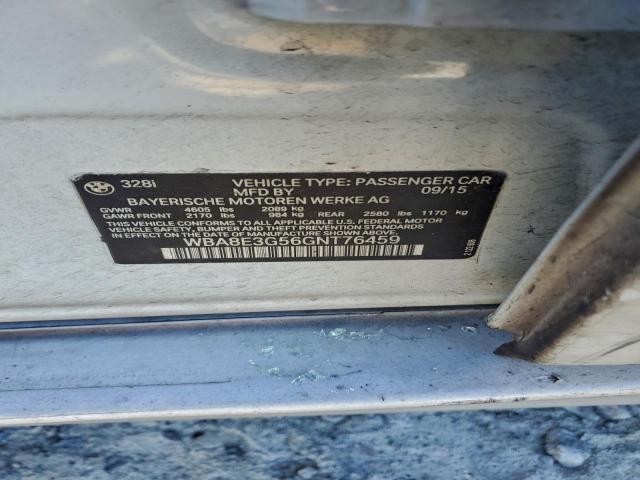 328i VEHICLE TYPE: PASSENGER CAR
MFD BY 09/15
BAYERISCHE MOTOREN WERKE AG
GVWR 4605 lbs 2089 kg
GAWR FRONT 2170 lbs 984 kg REAR 2580 lbs 1170 kg
THIS VEHICLE CONFORMS TO ALL APPLICABLE U.S. FEDERAL MOTOR
VEHICLE SAFETY, BUMPER AND THEFT PREVENTION STANDARDS
IN EFFECT ON THE DATE OF MANUFACTURE SHOWN ABOVE.
WBA8E3G56GNT76459